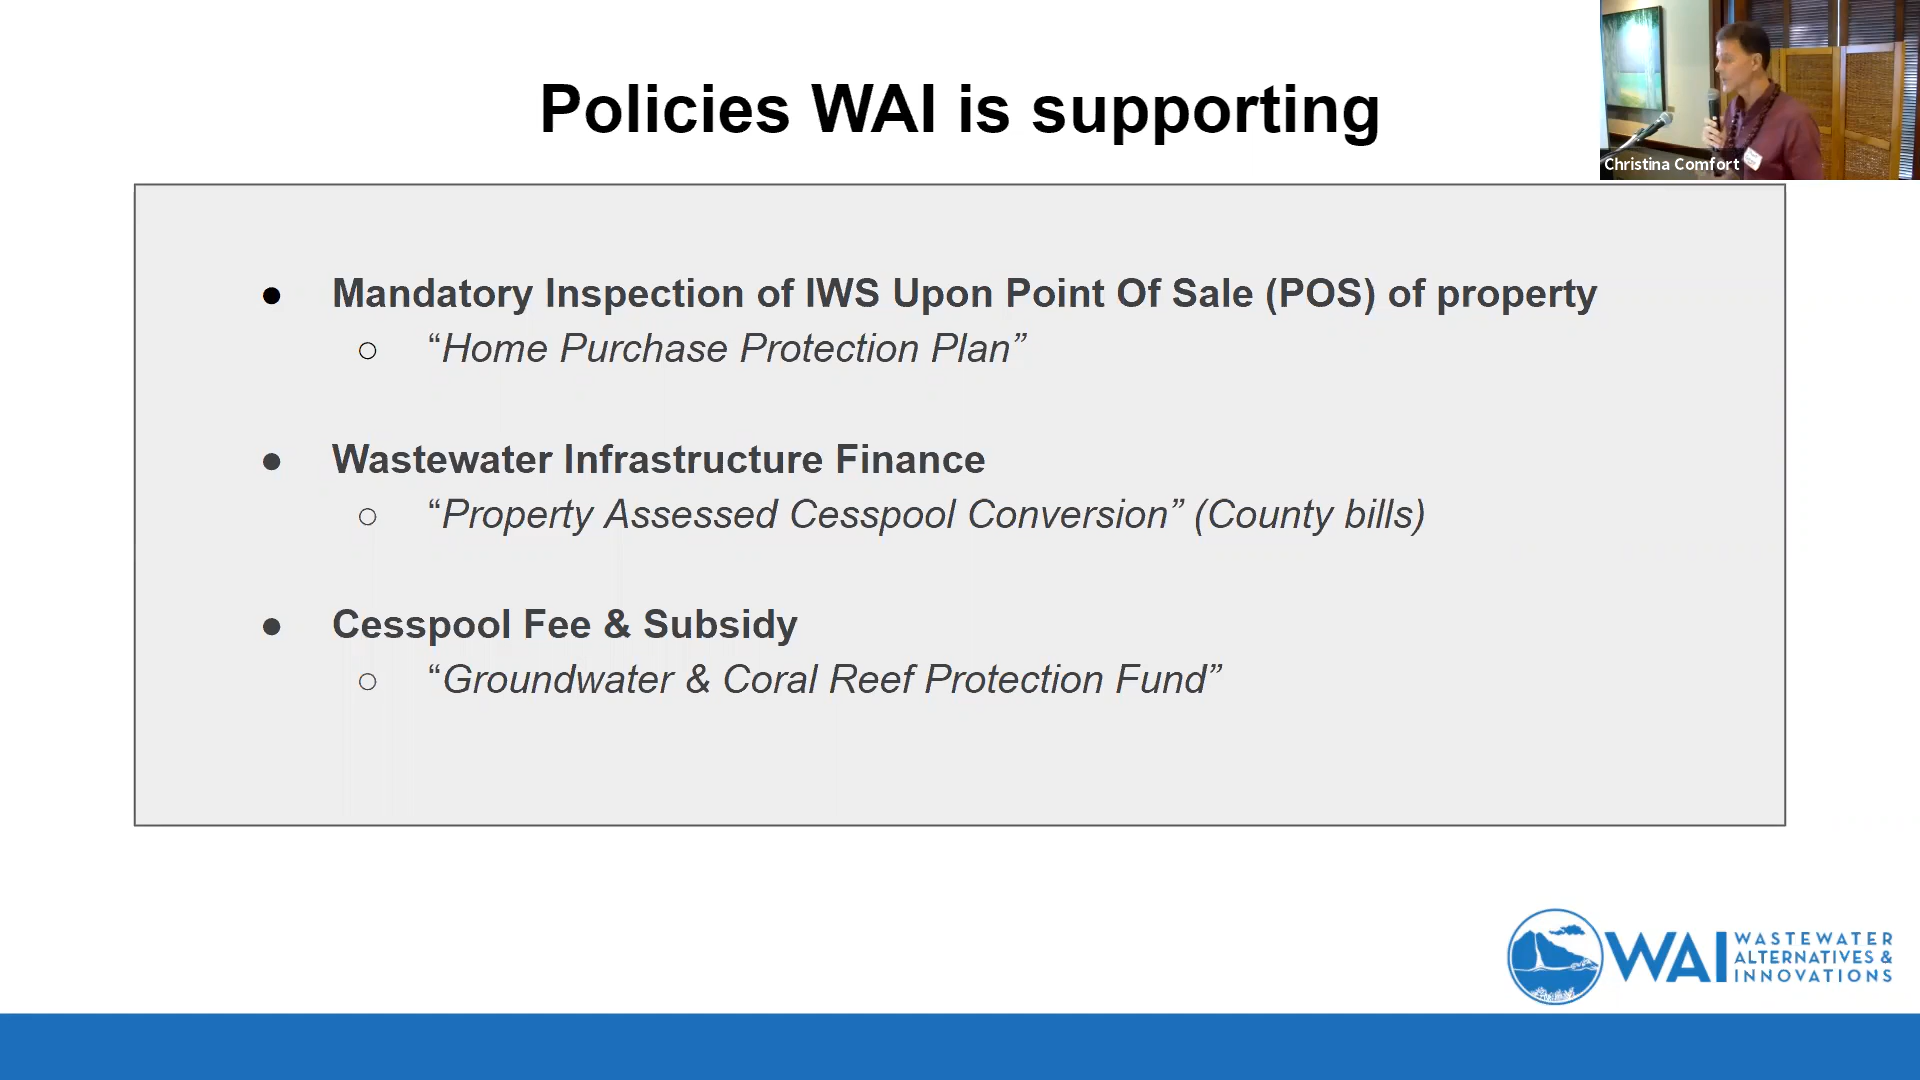 Policies WAI is supporting
Christina Comfort
● Mandatory Inspection of IWS Upon Point Of Sale (POS) of property
○ “Home Purchase Protection Plan”
● Wastewater Infrastructure Finance
○ “Property Assessed Cesspool Conversion” (County bills)
● Cesspool Fee & Subsidy
○ “Groundwater & Coral Reef Protection Fund”
WAI
WASTEWATER
ALTERNATIVES &
INNOVATIONS